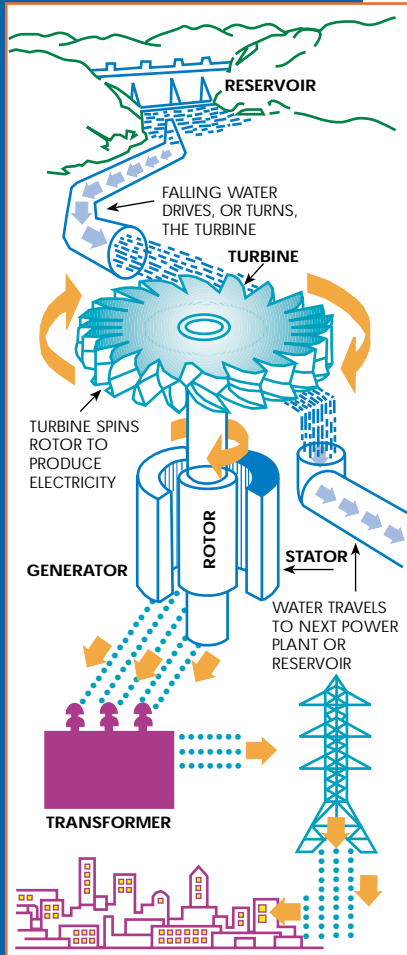 RESERVOIR
FALLING WATER
DRIVES, OR TURNS,
THE TURBINE
TURBINE
TURBINE SPINS
ROTOR TO
PRODUCE
ELECTRICITY
ROTOR
GENERATOR
STATOR
WATER TRAVELS
TO NEXT POWER
PLANT OR
RESERVOIR
TRANSFORMER